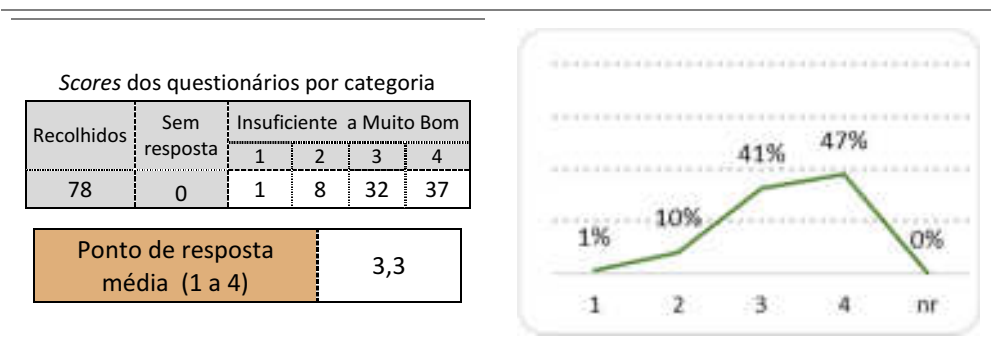 Scores dos questionários por categoria
Recolhidos
Sem
resposta
Insuficiente a Muito Bom
1 2 3 4
78 0 1 8 32 37
Ponto de resposta
média (1 a 4)
3,3
1% 10% 41% 47% 0%
1 2 3 4 nr